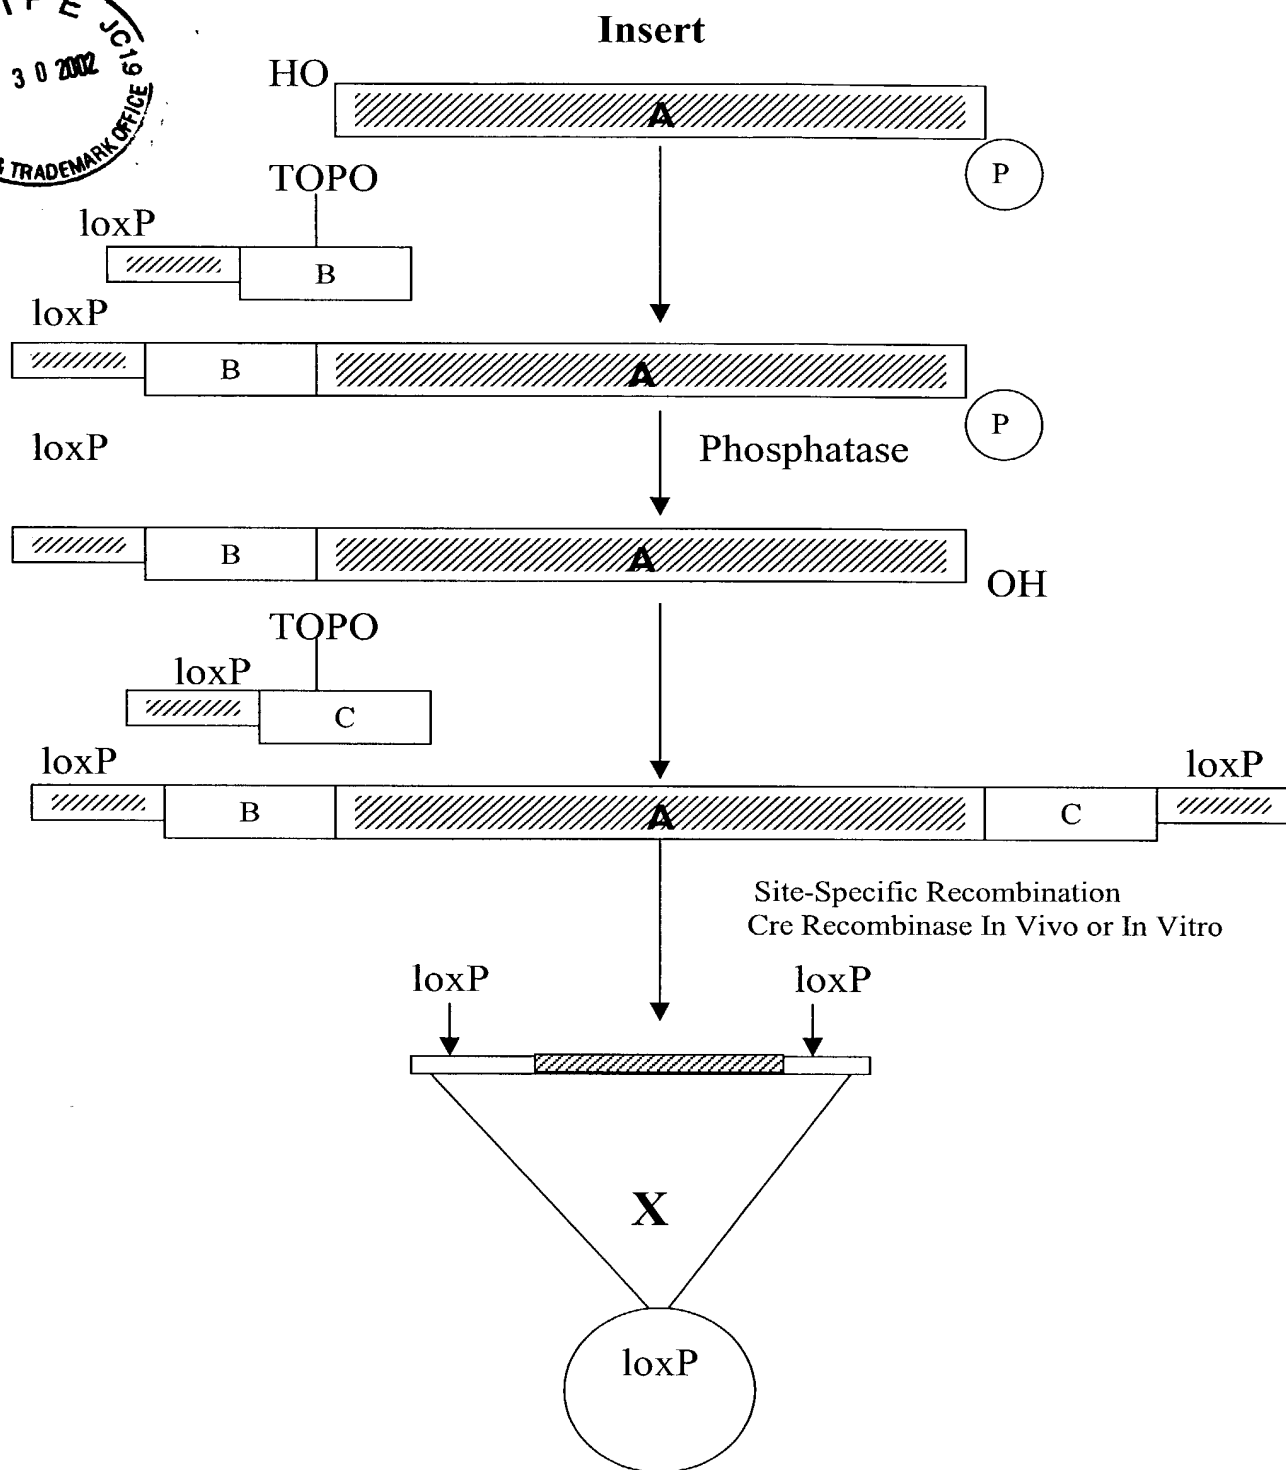 Insert
JC19
3 0 2002
TRADEMARK OFFICE
HO
A
P
TOPO
loxP
B
loxP
B
A
P
loxP
Phosphatase
B
A
OH
TOPO
loxP
C
loxP
loxP
B
A
C
Site-Specific Recombination
Cre Recombinase In Vivo or In Vitro
loxP
loxP
X
loxP